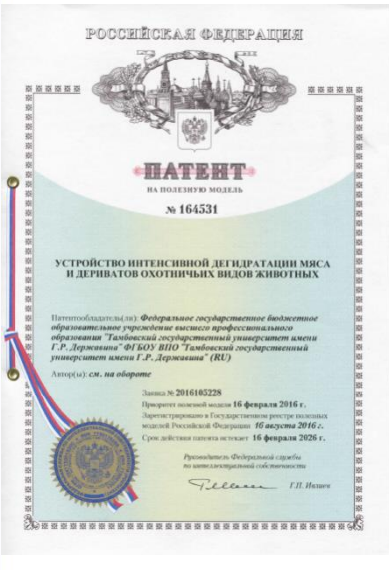 РОССИЙСКАЯ ФЕДЕРАЦИЯ
ПАТЕНТ
НА ПОЛЕЗНУЮ МОДЕЛЬ
№ 164531
УСТРОЙСТВО ИНТЕНСИВНОЙ ДЕГИДРАТАЦИИ МЯСА
И ДЕРИВАТОВ ОХОТНИЧЬИХ ВИДОВ ЖИВОТНЫХ
Патентообладатель(ли): Федеральное государственное бюджетное
образовательное учреждение высшего профессионального
образования "Тамбовский государственный университет имени
Г.Р. Державина" ФГБОУ ВПО "Тамбовский государственный
университет имени Г.Р. Державина" (RU)
Автор(ы): см. на обороте
Заявка № 2016105228
Приоритет полезной модели 16 февраля 2016 г.
Зарегистрировано в Государственном реестре полезных
моделей Российской Федерации 16 августа 2016 г.
Срок действия патента истекает 16 февраля 2026 г.
Руководитель Федеральной службы
по интеллектуальной собственности
Г.П. Ивлиев